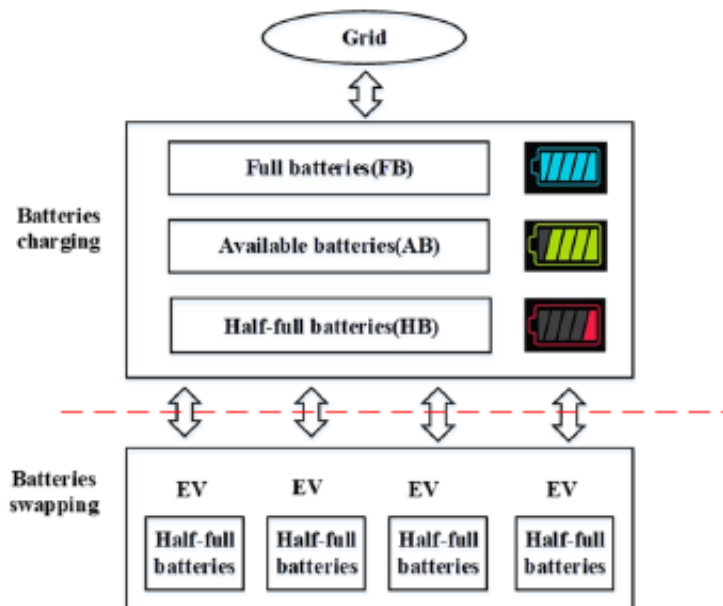 Grid
Full batteries(FB)
Batteries
charging
Available batteries(AB)
Half-full batteries(HB)
Batteries
swapping
EV EV EV EV
Half-full Half-full Half-full Half-full
batteries batteries batteries batteries